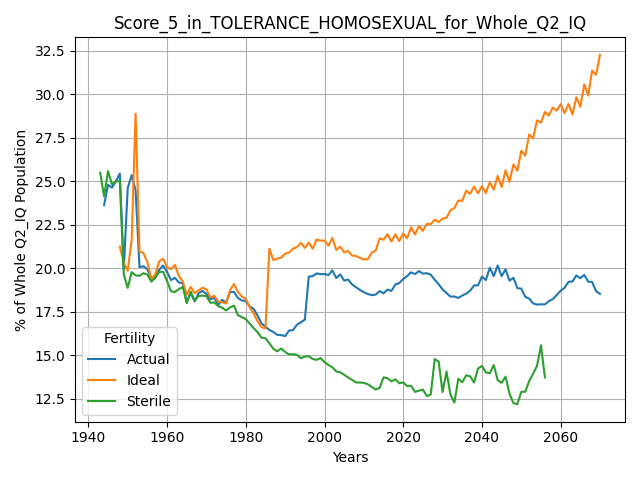 Score_5_in_TOLERANCE_HOMOSEXUAL_for_Whole_Q2_IQ
% of Whole Q2_IQ Population
32.5
30.0
27.5
25.0
22.5
20.0
17.5
15.0
12.5
Fertility
Actual
Ideal
Sterile
1940 1960 1980 2000 2020 2040 2060
Years